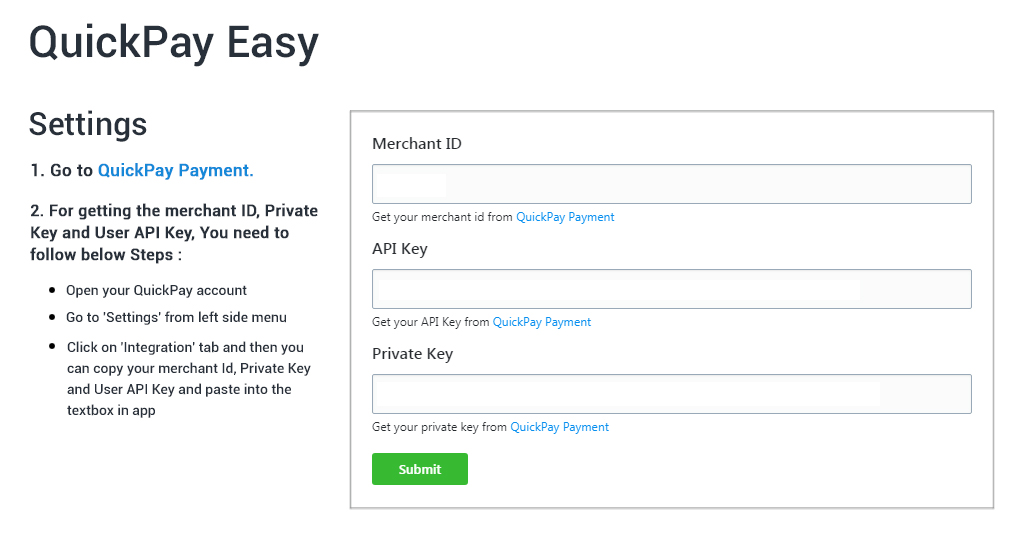 QuickPay Easy
Settings
1. Go to QuickPay Payment.
2. For getting the merchant ID, Private
Key and User API Key, You need to
follow below Steps :
Open your QuickPay account
Go to 'Settings' from left side menu
Click on 'Integration' tab and then you
can copy your merchant Id, Private Key
and User API Key and paste into the
textbox in app
Merchant ID
Get your merchant id from QuickPay Payment
API Key
Get your API Key from QuickPay Payment
Private Key
Get your private key from QuickPay Payment
Submit